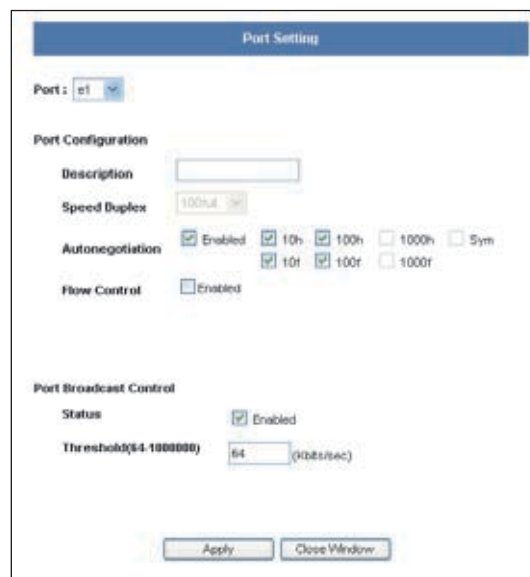 Port Setting
Port : e1
Port Configuration
Description
Speed Duplex 100full
Autonegotiation Enabled 10h 100h 1000h Sym
10f 100f 1000f
Flow Control Enabled
Port Broadcast Control
Status Enabled
Threshold(64-1000000) 64 (Kbits/sec)
Apply Close Window